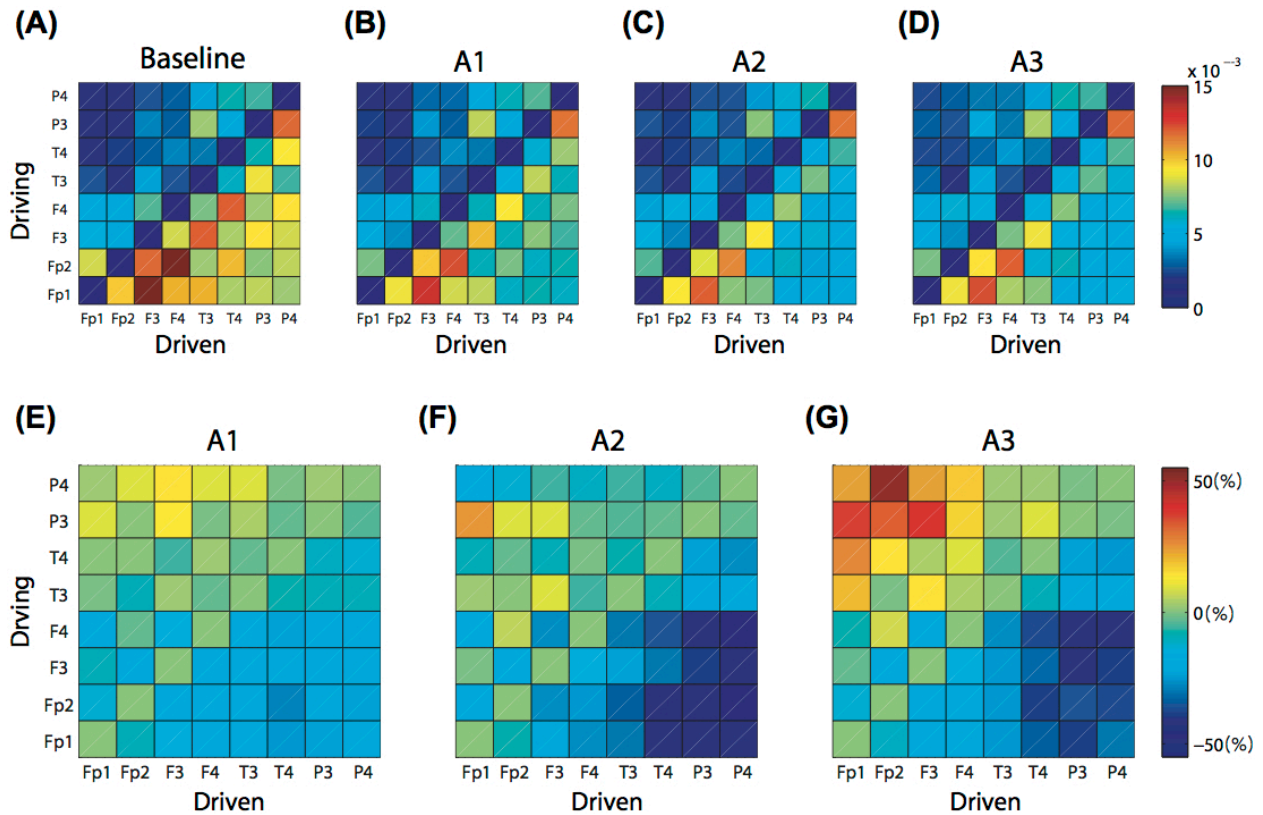 (A) (B) (C) (D)
Baseline A1 A2 A3
x 10⁻³
15
10
5
0
Driving
P4
P3
T4
T3
F4
F3
Fp2
Fp1
Fp1 Fp2 F3 F4 T3 T4 P3 P4
Driven
Fp1 Fp2 F3 F4 T3 T4 P3 P4
Driven
Fp1 Fp2 F3 F4 T3 T4 P3 P4
Driven
Fp1 Fp2 F3 F4 T3 T4 P3 P4
Driven
(E) (F) (G)
A1 A2 A3
Drving
P4
P3
T4
T3
F4
F3
Fp2
Fp1
50(%)
0(%)
−50(%)
Fp1 Fp2 F3 F4 T3 T4 P3 P4
Driven
Fp1 Fp2 F3 F4 T3 T4 P3 P4
Driven
Fp1 Fp2 F3 F4 T3 T4 P3 P4
Driven